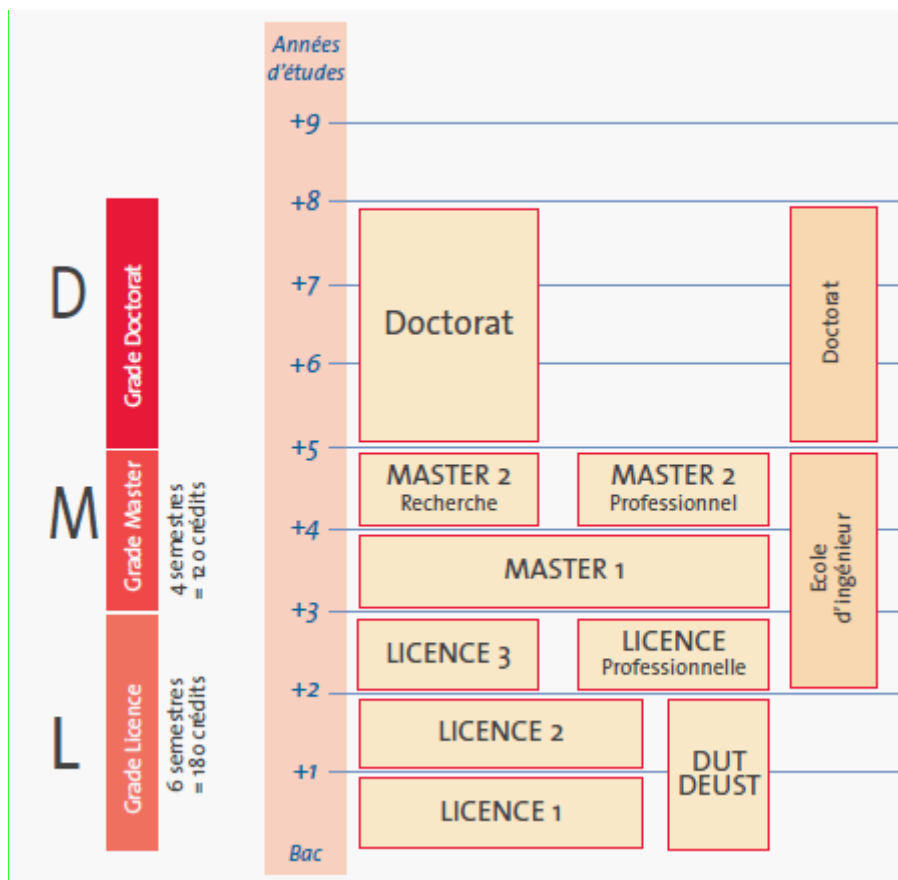 Années
d'études
+9
+8
+7
+6
+5
+4
+3
+2
+1
Bac
D
Grade Doctorat
M
Grade Master
4 semestres
= 120 crédits
L
Grade Licence
6 semestres
= 180 crédits
Doctorat
Doctorat
MASTER 2
Recherche
MASTER 2
Professionnel
MASTER 1
Ecole
d'ingénieur
LICENCE 3
LICENCE
Professionnelle
LICENCE 2
DUT
DEUST
LICENCE 1